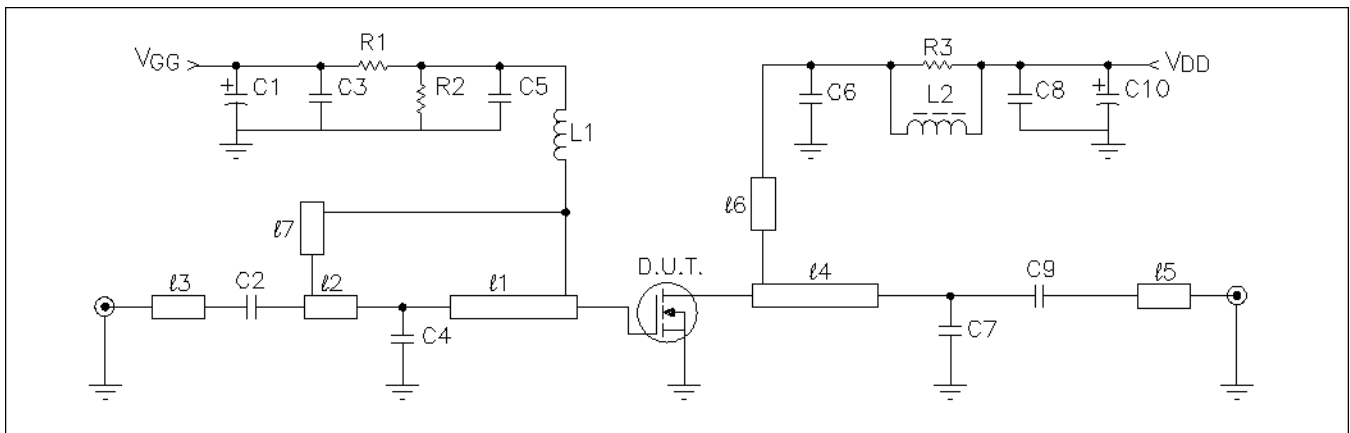 VGG
R1
R3
VDD
+
C1
C3
R2
C5
C6
L2
C8
+
C10
L1
ℓ7
ℓ6
D.U.T.
ℓ3
C2
ℓ2
ℓ1
ℓ4
C9
ℓ5
C4
C7